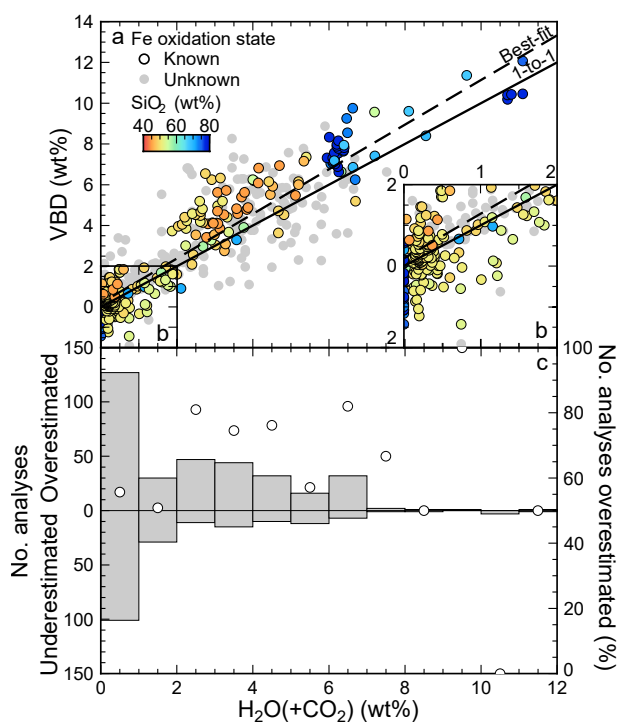 a Fe oxidation state
Known
Unknown
SiO2 (wt%)
40 60 80
Best-fit
1-to-1
14
12
10
8
6
4
2
0
VBD (wt%)
b
0 1 2
2
0
2
b
c
150
100
50
0
50
100
150
No. analyses
Underestimated Overestimated
100
80
60
40
20
0
No. analyses overestimated (%)
0 2 4 6 8 10 12
H2O(+CO2) (wt%)